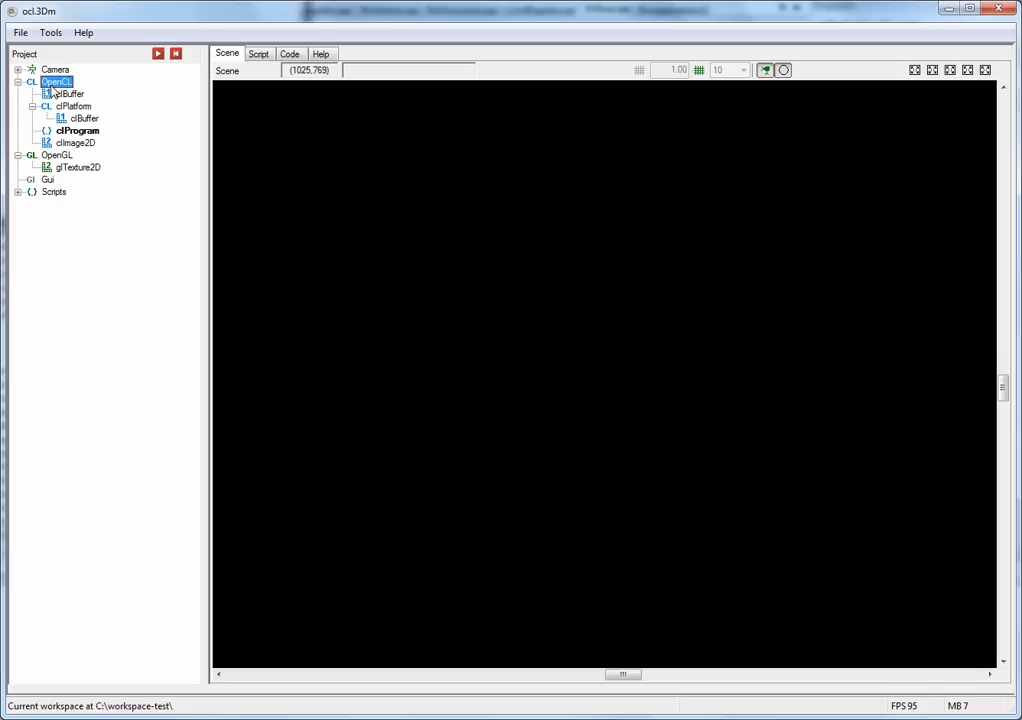 ocl.3Dm
File Tools Help
Project
Scene Script Code Help
Scene (1025,769) 1.00 10
Camera
CL OpenCL
clBuffer
CL clPlatform
clBuffer
{} clProgram
clImage2D
GL OpenGL
glTexture2D
GI Gui
{} Scripts
Current workspace at C:\workspace-test\ FPS 95 MB 7